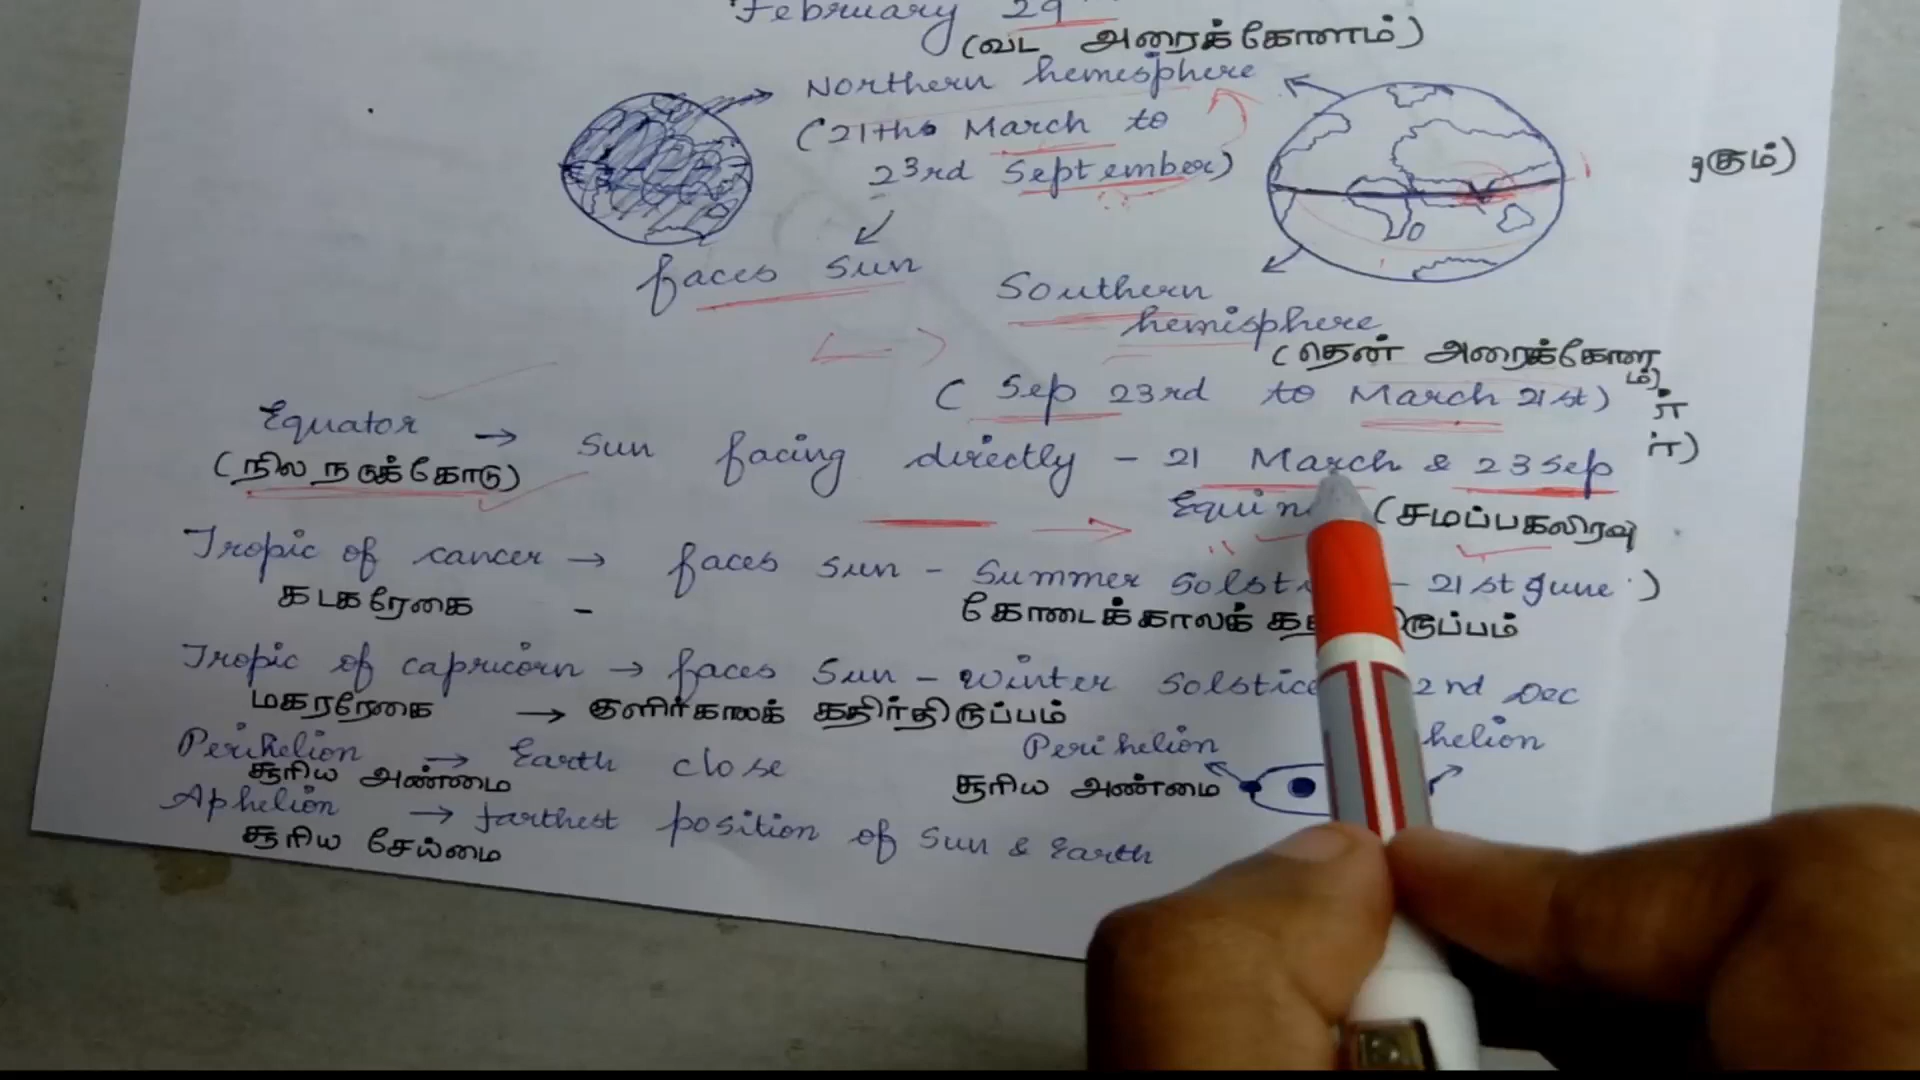 February 29
(வட அரைக்கோளம்)
Northern hemisphere
(21th March to
23rd September)
faces sun
Southern
hemisphere
(தென் அரைக்கோள
ம்)
( Sep 23rd to March 21st)
Equator → sun facing directly - 21 March & 23 Sep
(நில நடுக்கோடு)
(சமப்பகலிரவு
Tropic of cancer → faces sun - Summer - 21st June )
கடகரேகை - கோடைக்காலக்
Tropic of capricorn → faces sun - winter solstice 2nd Dec
மகரரேகை → குளிர்காலக் கதிர்திருப்பம்
Perihelion → Earth close
சூரிய அண்மை
Perihelion helion
சூரிய அண்மை
Aphelion → farthest position of sun & Earth
சூரிய சேய்மை